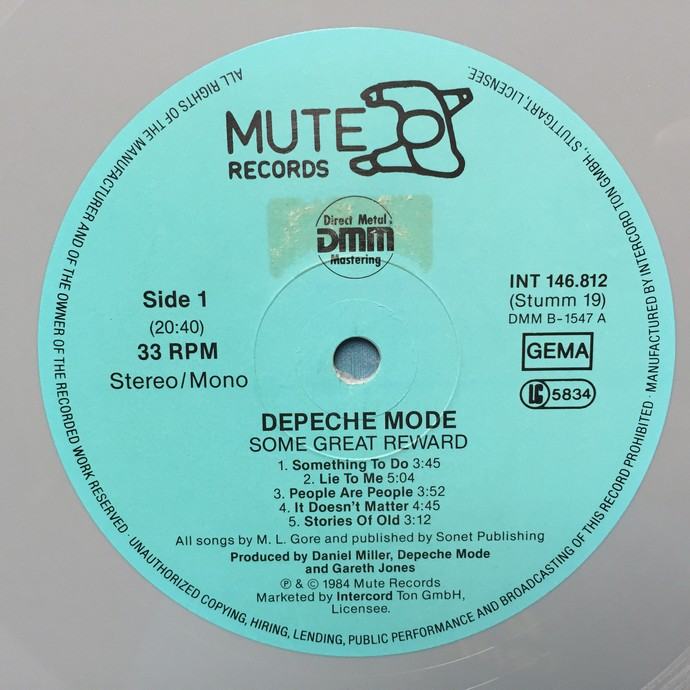 MUTE
RECORDS
Direct Metal
DMM
Mastering
Side 1
(20:40)
33 RPM
Stereo/Mono
INT 146.812
(Stumm 19)
DMM B-1547 A
GEMA
LC 5834
DEPECHE MODE
SOME GREAT REWARD
1. Something To Do 3:45
2. Lie To Me 5:04
3. People Are People 3:52
4. It Doesn't Matter 4:45
5. Stories Of Old 3:12
All songs by M. L. Gore and published by Sonet Publishing
Produced by Daniel Miller, Depeche Mode
and Gareth Jones
℗ & © 1984 Mute Records
Marketed by Intercord Ton GmbH,
Licensee.
ALL RIGHTS OF THE MANUFACTURER AND OF THE OWNER OF THE RECORDED WORK RESERVED · UNAUTHORIZED COPYING, HIRING, LENDING, PUBLIC PERFORMANCE AND BROADCASTING OF THIS RECORD PROHIBITED · MANUFACTURED BY INTERCORD TON GMBH., STUTTGART, LICENSEE.